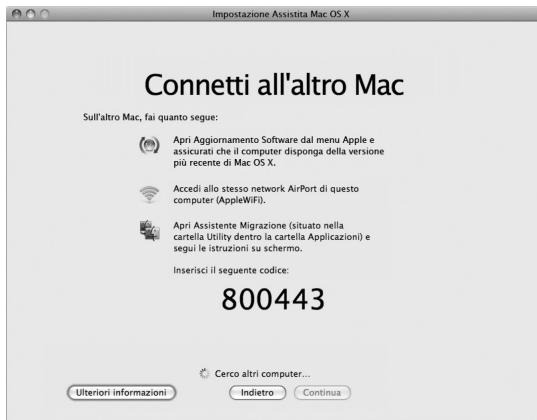 Impostazione Assistita Mac OS X
Connetti all'altro Mac
Sull'altro Mac, fai quanto segue:
Apri Aggiornamento Software dal menu Apple e
assicurati che il computer disponga della versione
più recente di Mac OS X.
Accedi allo stesso network AirPort di questo
computer (AppleWiFi).
Apri Assistente Migrazione (situato nella
cartella Utility dentro la cartella Applicazioni) e
segui le istruzioni su schermo.
Inserisci il seguente codice:
800443
Cerco altri computer...
Ulteriori informazioni
Indietro
Continua